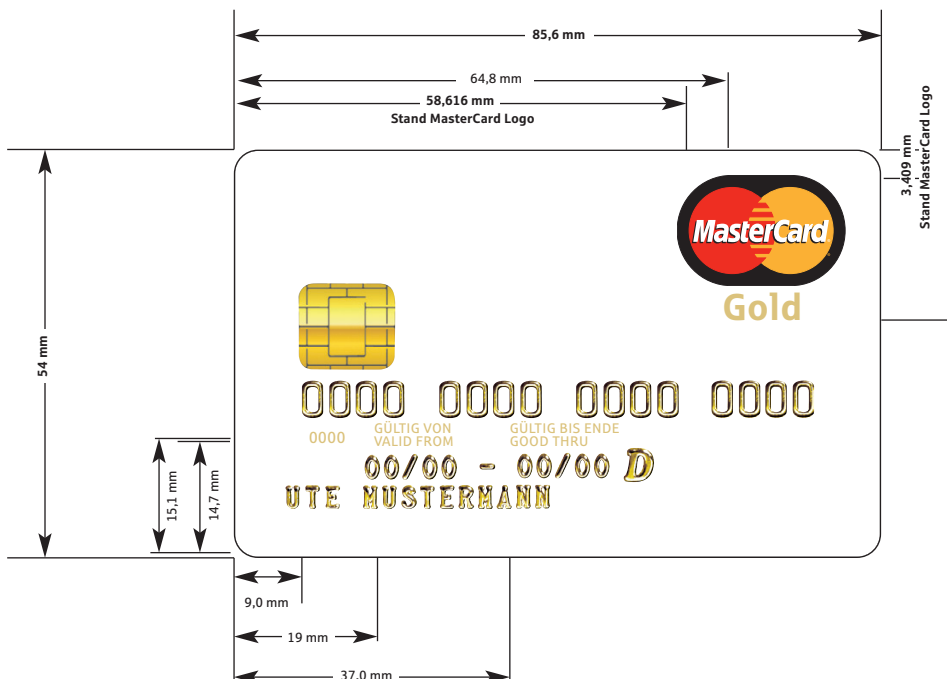 85,6 mm
64,8 mm
58,616 mm
Stand MasterCard Logo
3,409 mm
Stand MasterCard Logo
MasterCard
Gold
54 mm
0000 0000 0000 0000
0000
GÜLTIG VON
VALID FROM
GÜLTIG BIS ENDE
GOOD THRU
00/00 - 00/00 D
UTE MUSTERMANN
15,1 mm
14,7 mm
9,0 mm
19 mm
37,0 mm